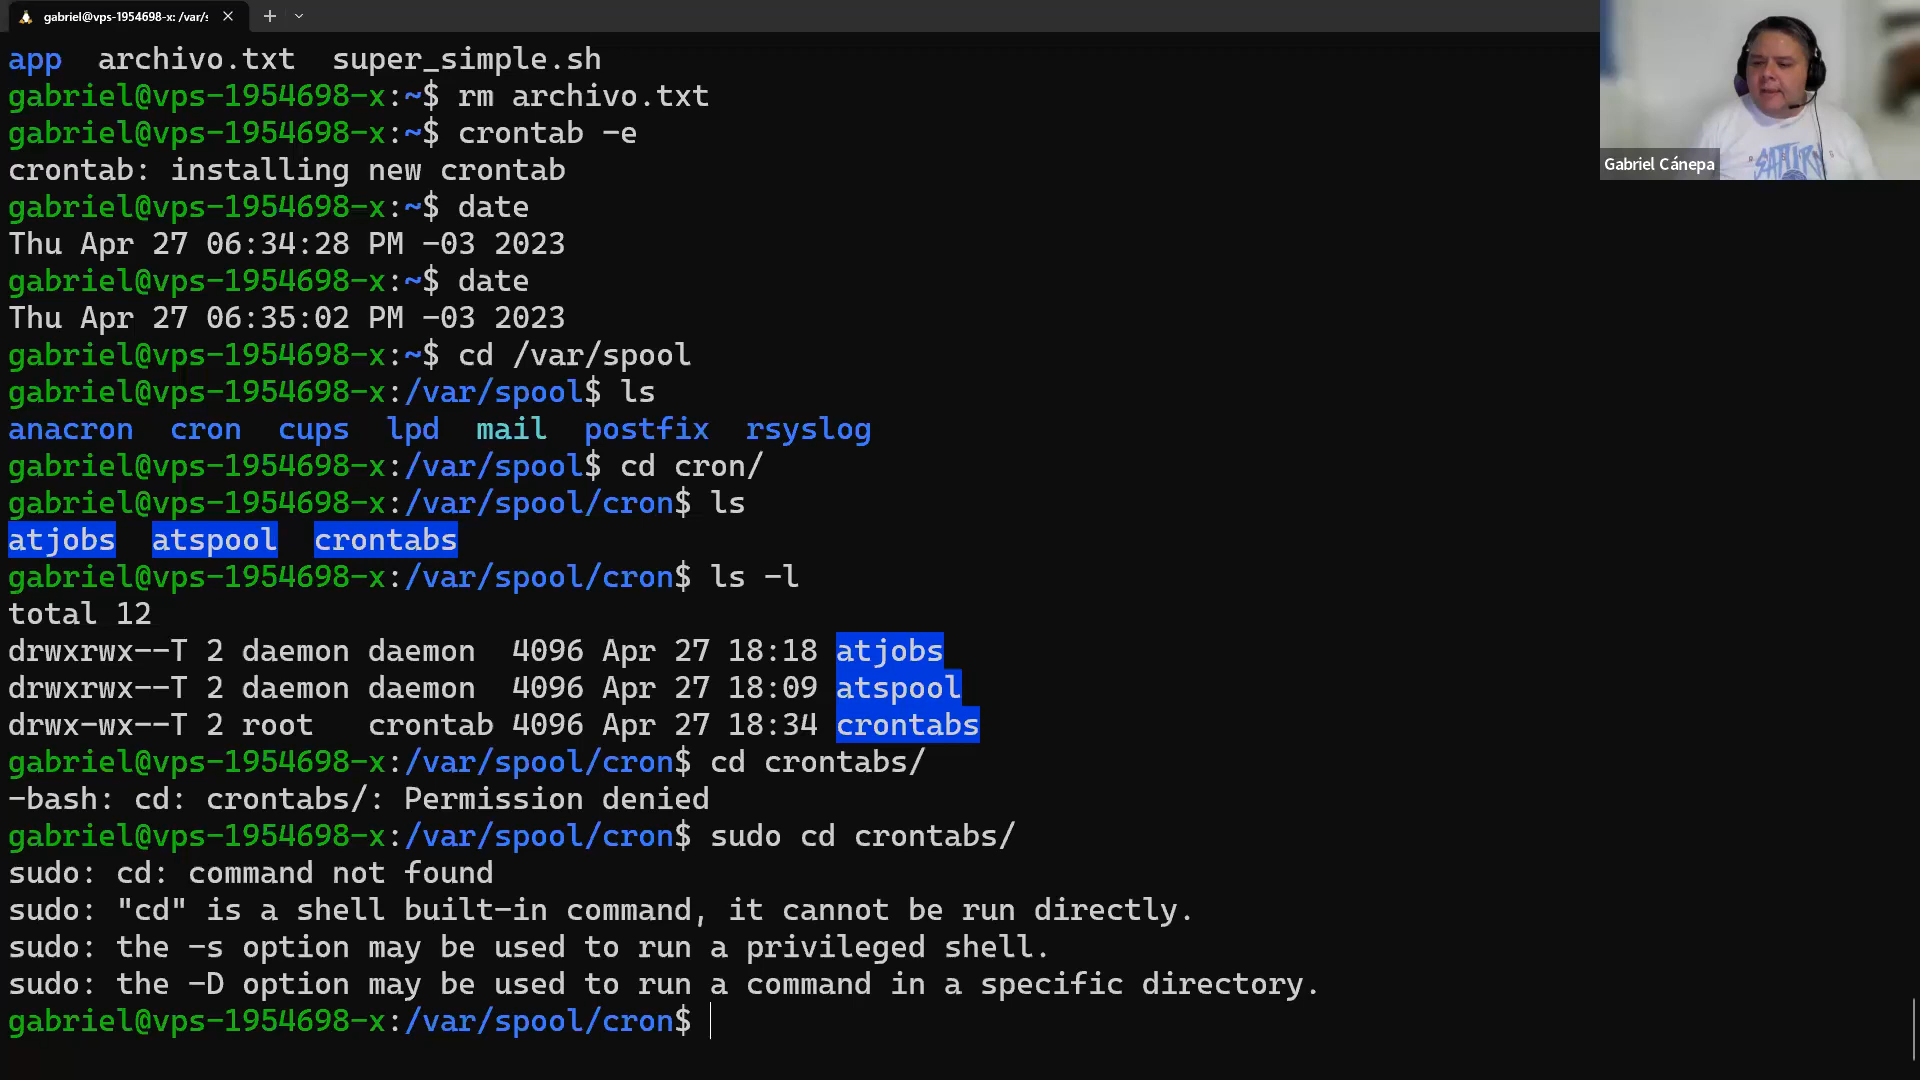 gabriel@vps-1954698-x: /var/s
app  archivo.txt  super_simple.sh
gabriel@vps-1954698-x:~$ rm archivo.txt
gabriel@vps-1954698-x:~$ crontab -e
crontab: installing new crontab
gabriel@vps-1954698-x:~$ date
Thu Apr 27 06:34:28 PM -03 2023
gabriel@vps-1954698-x:~$ date
Thu Apr 27 06:35:02 PM -03 2023
gabriel@vps-1954698-x:~$ cd /var/spool
gabriel@vps-1954698-x:/var/spool$ ls
anacron  cron  cups  lpd  mail  postfix  rsyslog
gabriel@vps-1954698-x:/var/spool$ cd cron/
gabriel@vps-1954698-x:/var/spool/cron$ ls
atjobs  atspool  crontabs
gabriel@vps-1954698-x:/var/spool/cron$ ls -l
total 12
drwxrwx--T 2 daemon daemon  4096 Apr 27 18:18 atjobs
drwxrwx--T 2 daemon daemon  4096 Apr 27 18:09 atspool
drwx-wx--T 2 root   crontab 4096 Apr 27 18:34 crontabs
gabriel@vps-1954698-x:/var/spool/cron$ cd crontabs/
-bash: cd: crontabs/: Permission denied
gabriel@vps-1954698-x:/var/spool/cron$ sudo cd crontabs/
sudo: cd: command not found
sudo: "cd" is a shell built-in command, it cannot be run directly.
sudo: the -s option may be used to run a privileged shell.
sudo: the -D option may be used to run a command in a specific directory.
gabriel@vps-1954698-x:/var/spool/cron$
Gabriel Cánepa